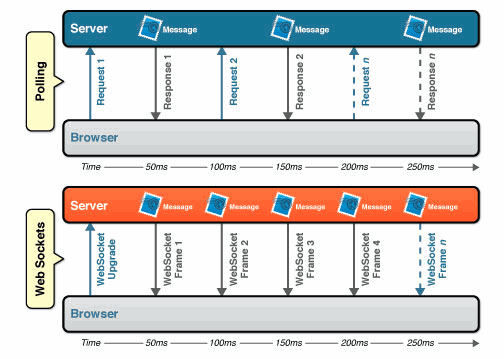 Polling
Server
Message
Message
Message
Request 1
Response 1
Request 2
Response 2
Request n
Response n
Browser
Time 50ms 100ms 150ms 200ms 250ms
Web Sockets
Server
Message
Message
Message
Message
Message
WebSocket
Upgrade
WebSocket
Frame 1
WebSocket
Frame 2
WebSocket
Frame 3
WebSocket
Frame 4
WebSocket
Frame n
Browser
Time 50ms 100ms 150ms 200ms 250ms